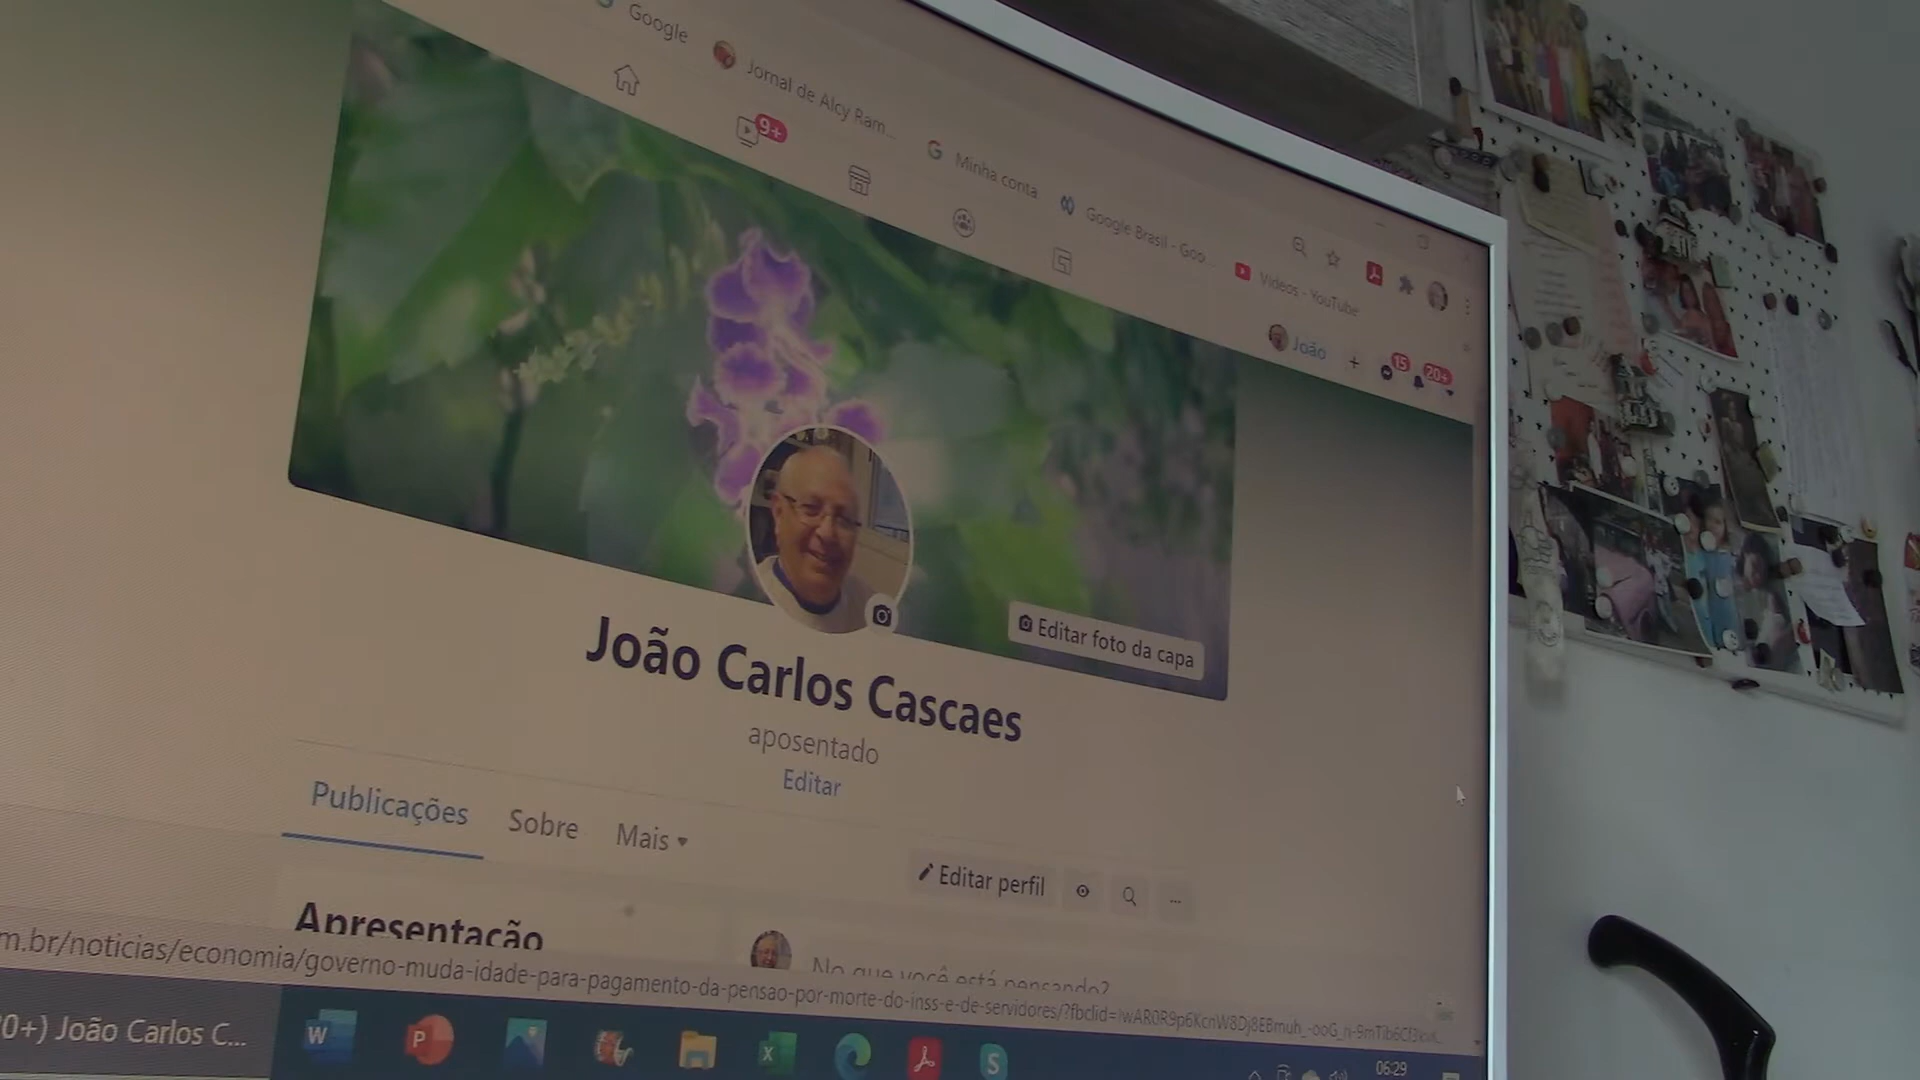 Google
Jornal de Alcy Ram...
Minha conta
Google Brasil - Goo...
Vídeos - YouTube
9+
João
15
20+
Editar foto da capa
João Carlos Cascaes
aposentado
Editar
Publicações
Sobre
Mais
Editar perfil
Apresentação
No que você está pensando?
m.br/noticias/economia/governo-muda-idade-para-pagamento-da-pensao-por-morte-do-inss-e-de-servidores/?fbclid=
0+) João Carlos C...
06:29